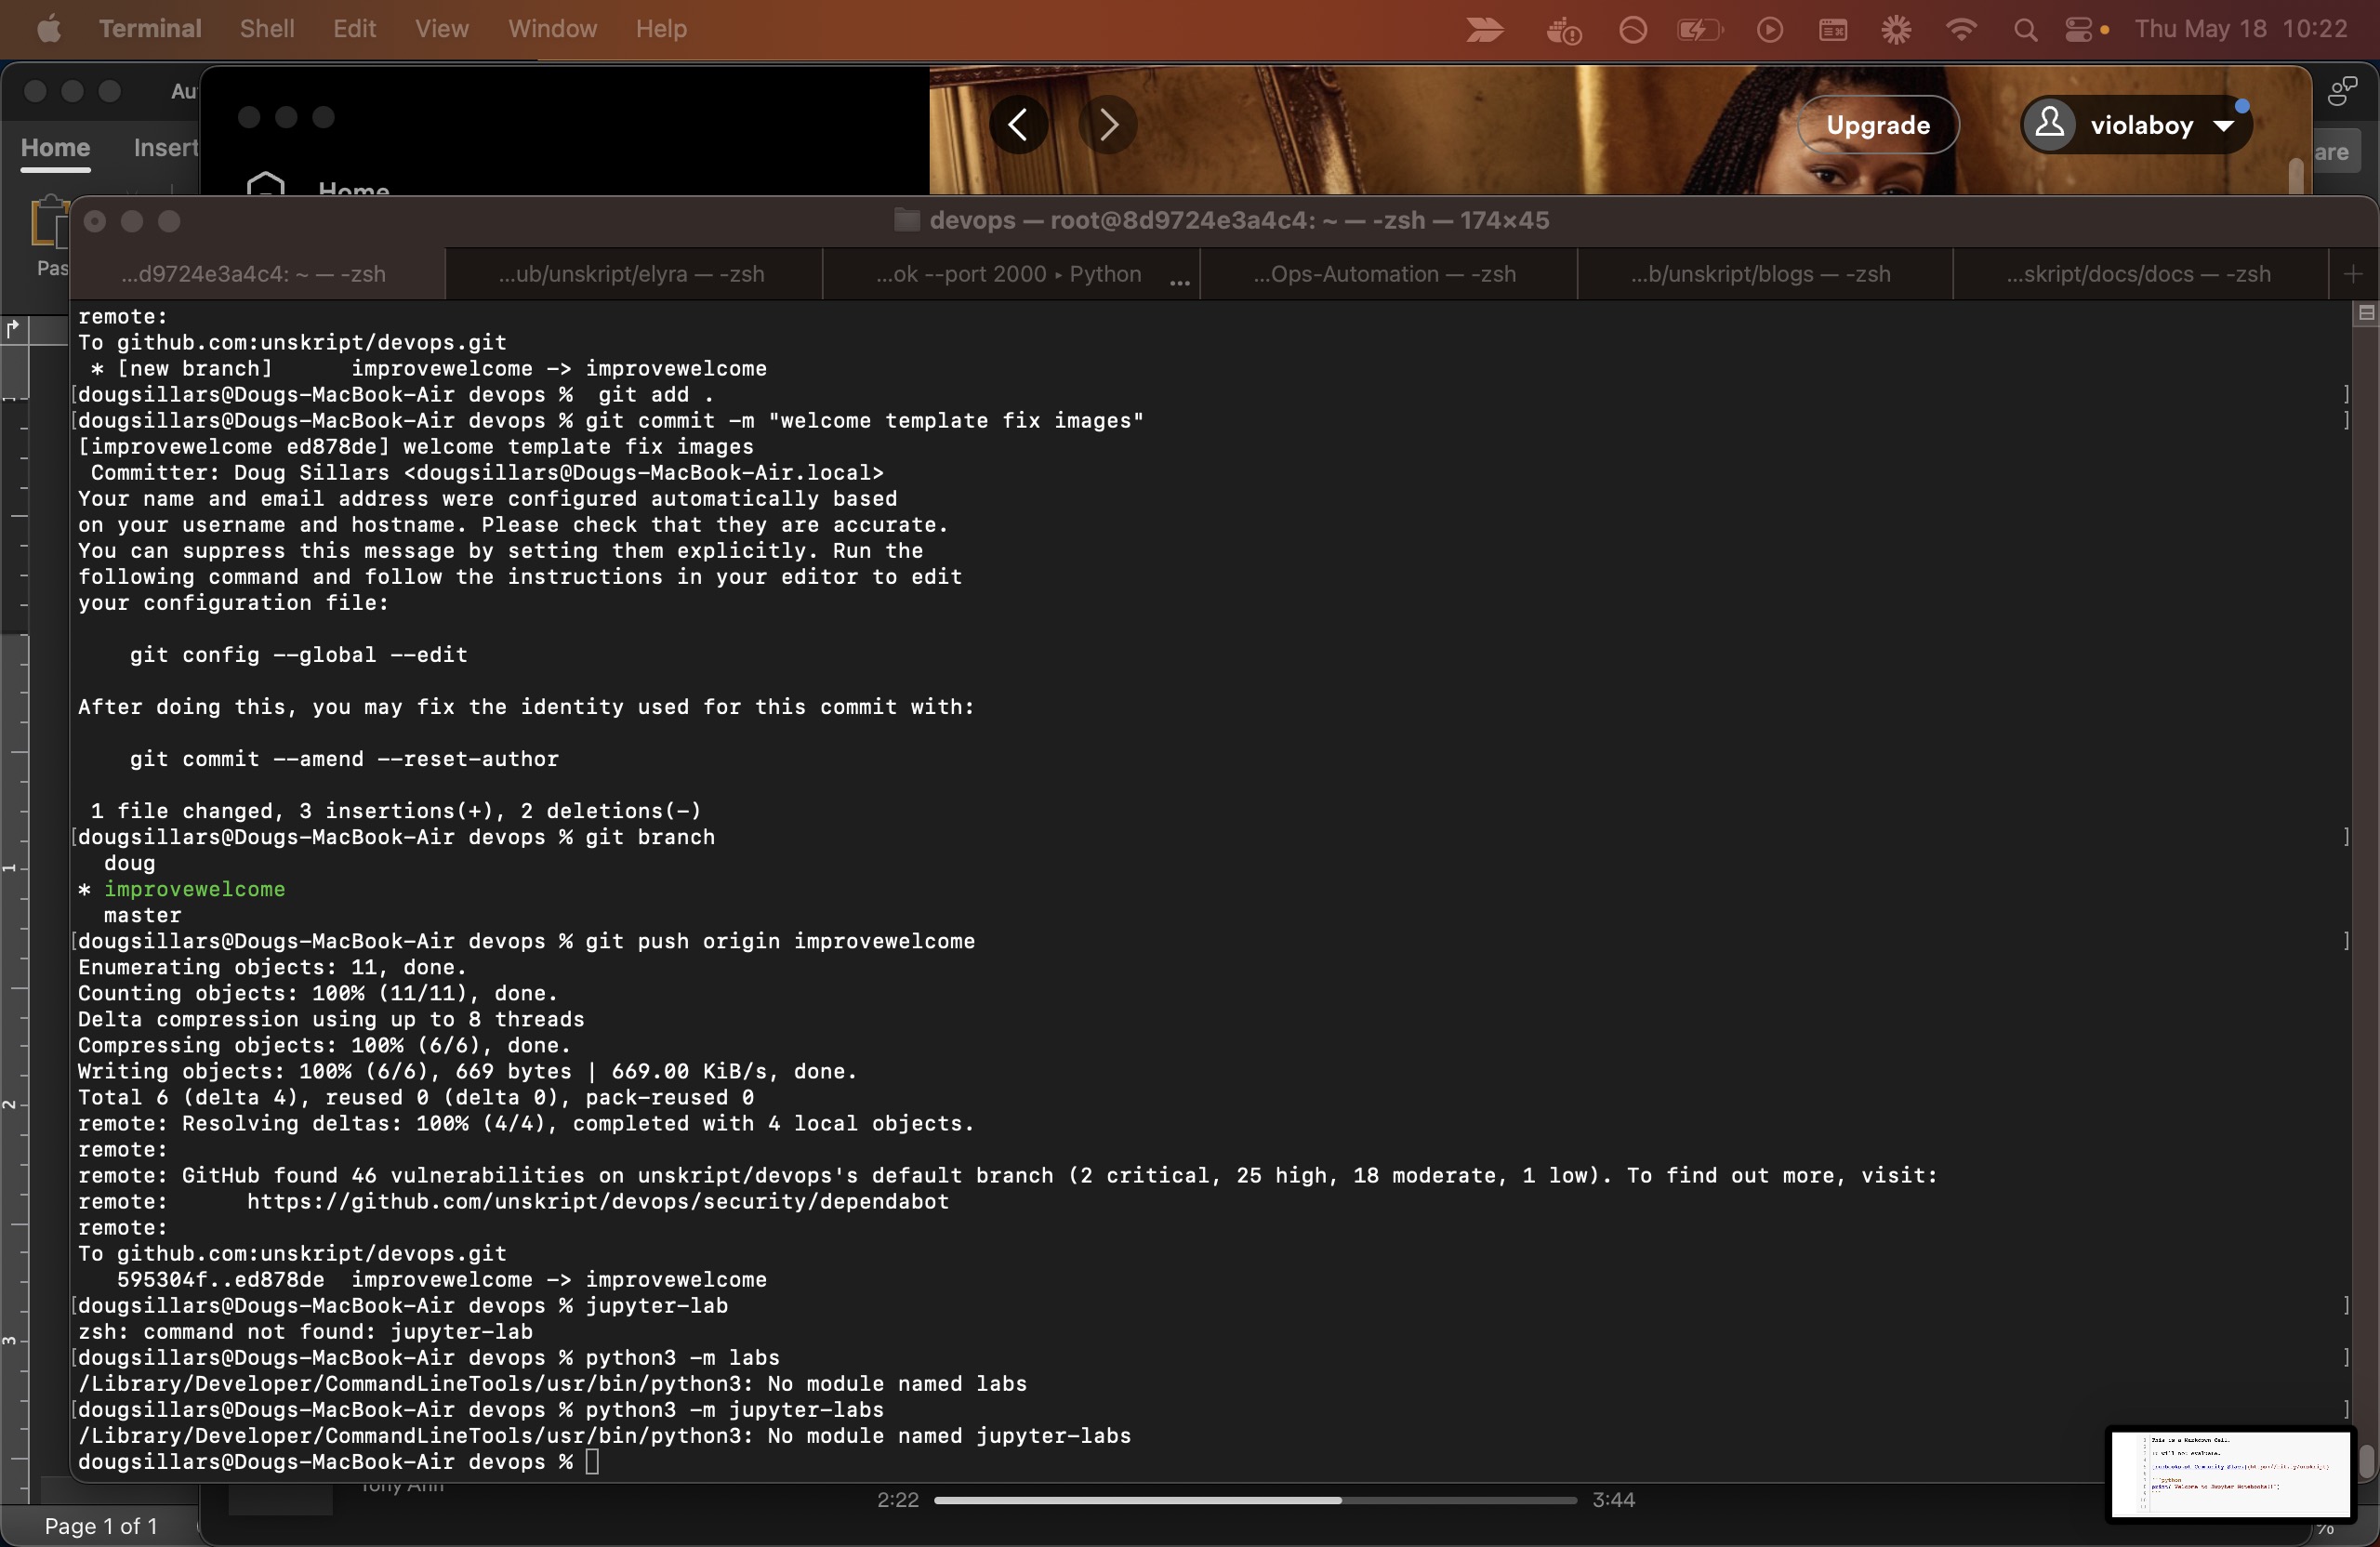 Terminal Shell Edit View Window Help Thu May 18 10:22
Au
Home Insert
Upgrade violaboy
are
Home
Pas
devops — root@8d9724e3a4c4: ~ — -zsh — 174×45
...d9724e3a4c4: ~ — -zsh ...ub/unskript/elyra — -zsh ...ok --port 2000 ▸ Python ... ...Ops-Automation — -zsh ...b/unskript/blogs — -zsh ...skript/docs/docs — -zsh +
remote:
To github.com:unskript/devops.git
 * [new branch]      improvewelcome -> improvewelcome
[dougsillars@Dougs-MacBook-Air devops %  git add . ]
[dougsillars@Dougs-MacBook-Air devops % git commit -m "welcome template fix images" ]
[improvewelcome ed878de] welcome template fix images
 Committer: Doug Sillars <dougsillars@Dougs-MacBook-Air.local>
Your name and email address were configured automatically based
on your username and hostname. Please check that they are accurate.
You can suppress this message by setting them explicitly. Run the
following command and follow the instructions in your editor to edit
your configuration file:
    git config --global --edit
After doing this, you may fix the identity used for this commit with:
    git commit --amend --reset-author
 1 file changed, 3 insertions(+), 2 deletions(-)
[dougsillars@Dougs-MacBook-Air devops % git branch ]
  doug
* improvewelcome
  master
[dougsillars@Dougs-MacBook-Air devops % git push origin improvewelcome ]
Enumerating objects: 11, done.
Counting objects: 100% (11/11), done.
Delta compression using up to 8 threads
Compressing objects: 100% (6/6), done.
Writing objects: 100% (6/6), 669 bytes | 669.00 KiB/s, done.
Total 6 (delta 4), reused 0 (delta 0), pack-reused 0
remote: Resolving deltas: 100% (4/4), completed with 4 local objects.
remote:
remote: GitHub found 46 vulnerabilities on unskript/devops's default branch (2 critical, 25 high, 18 moderate, 1 low). To find out more, visit:
remote:      https://github.com/unskript/devops/security/dependabot
remote:
To github.com:unskript/devops.git
   595304f..ed878de  improvewelcome -> improvewelcome
[dougsillars@Dougs-MacBook-Air devops % jupyter-lab ]
zsh: command not found: jupyter-lab
[dougsillars@Dougs-MacBook-Air devops % python3 -m labs ]
/Library/Developer/CommandLineTools/usr/bin/python3: No module named labs
[dougsillars@Dougs-MacBook-Air devops % python3 -m jupyter-labs ]
/Library/Developer/CommandLineTools/usr/bin/python3: No module named jupyter-labs
dougsillars@Dougs-MacBook-Air devops %
1
2
3
This is a Markdown Cell.
Tony Ann
2:22 3:44
Page 1 of 1
%